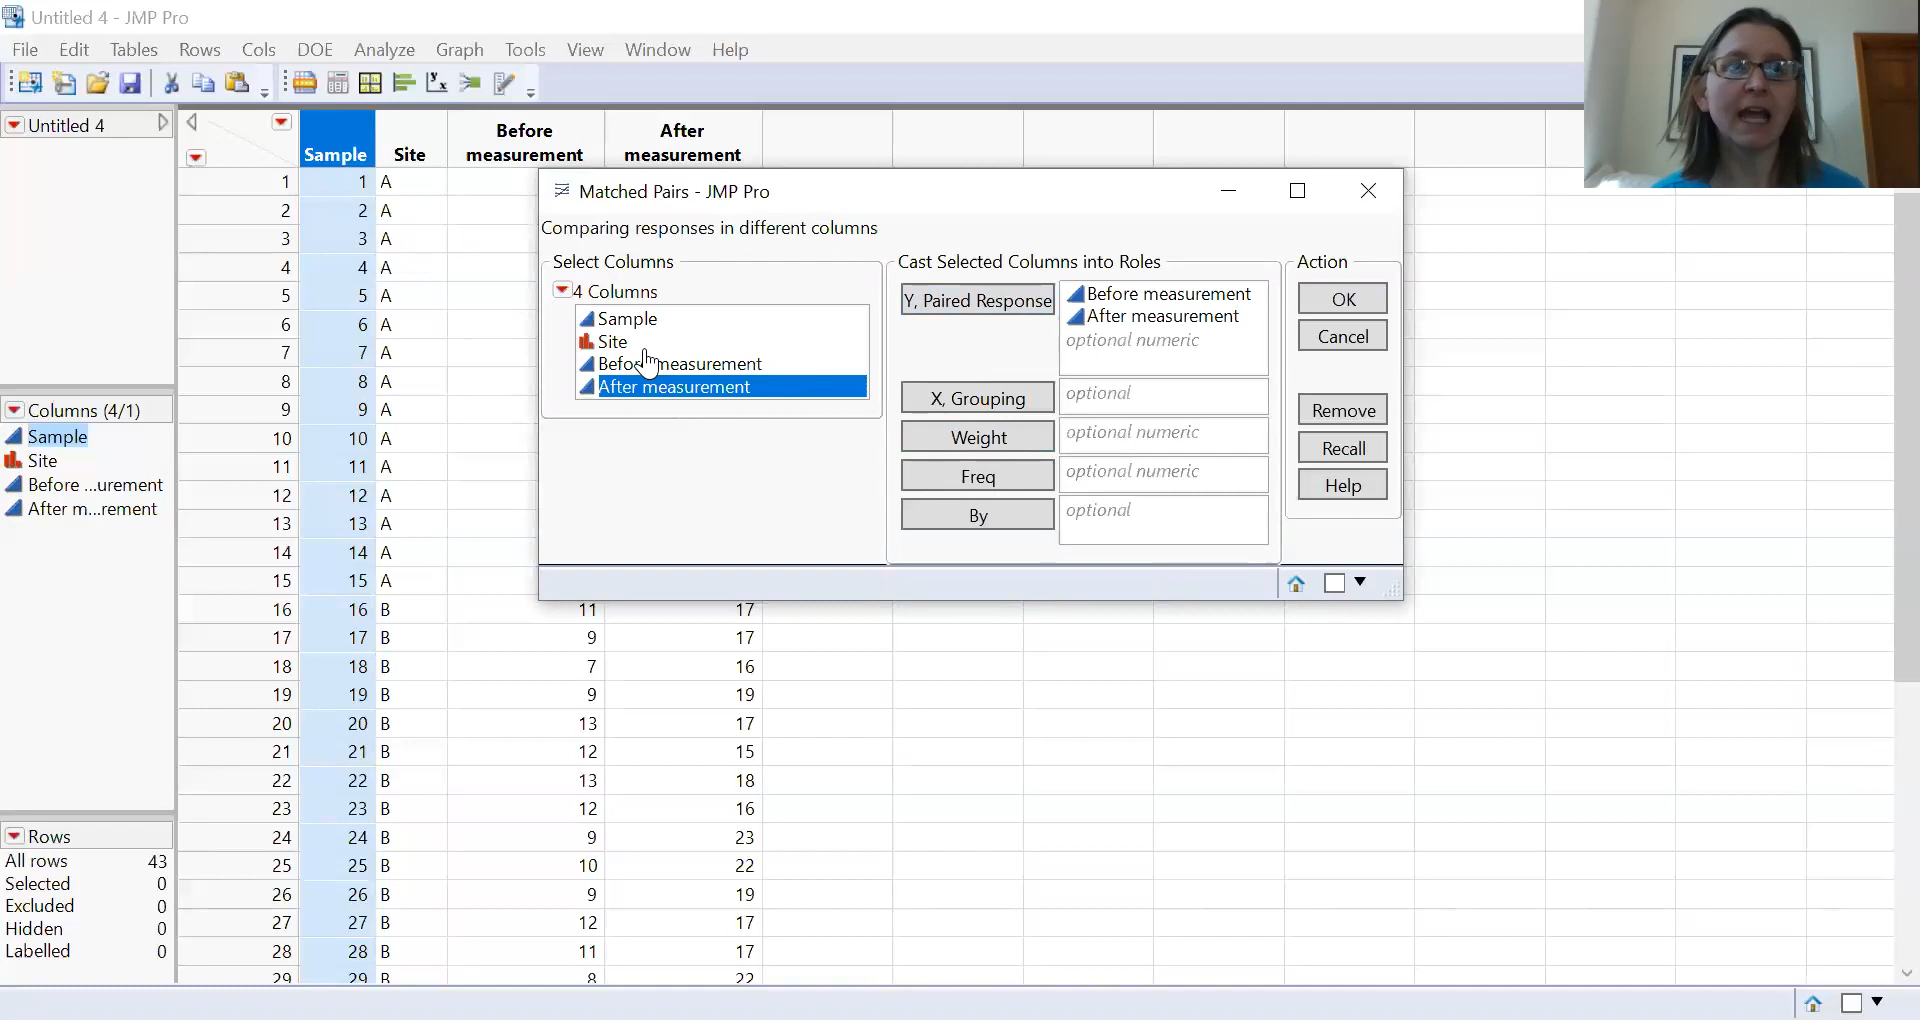 Untitled 4 - JMP Pro
File Edit Tables Rows Cols DOE Analyze Graph Tools View Window Help
Untitled 4
Columns (4/1)
Sample
Site
Before ...urement
After m...rement
Rows
All rows 43
Selected 0
Excluded 0
Hidden 0
Labelled 0
Sample Site Before measurement After measurement
1 1 A
2 2 A
3 3 A
4 4 A
5 5 A
6 6 A
7 7 A
8 8 A
9 9 A
10 10 A
11 11 A
12 12 A
13 13 A
14 14 A
15 15 A
16 16 B 11 17
17 17 B 9 17
18 18 B 7 16
19 19 B 9 19
20 20 B 13 17
21 21 B 12 15
22 22 B 13 18
23 23 B 12 16
24 24 B 9 23
25 25 B 10 22
26 26 B 9 19
27 27 B 12 17
28 28 B 11 17
29 29 B 8 22
Matched Pairs - JMP Pro
Comparing responses in different columns
Select Columns
4 Columns
Sample
Site
Before measurement
After measurement
Cast Selected Columns into Roles
Y, Paired Response
Before measurement
After measurement
optional numeric
X, Grouping optional
Weight optional numeric
Freq optional numeric
By optional
Action
OK
Cancel
Remove
Recall
Help